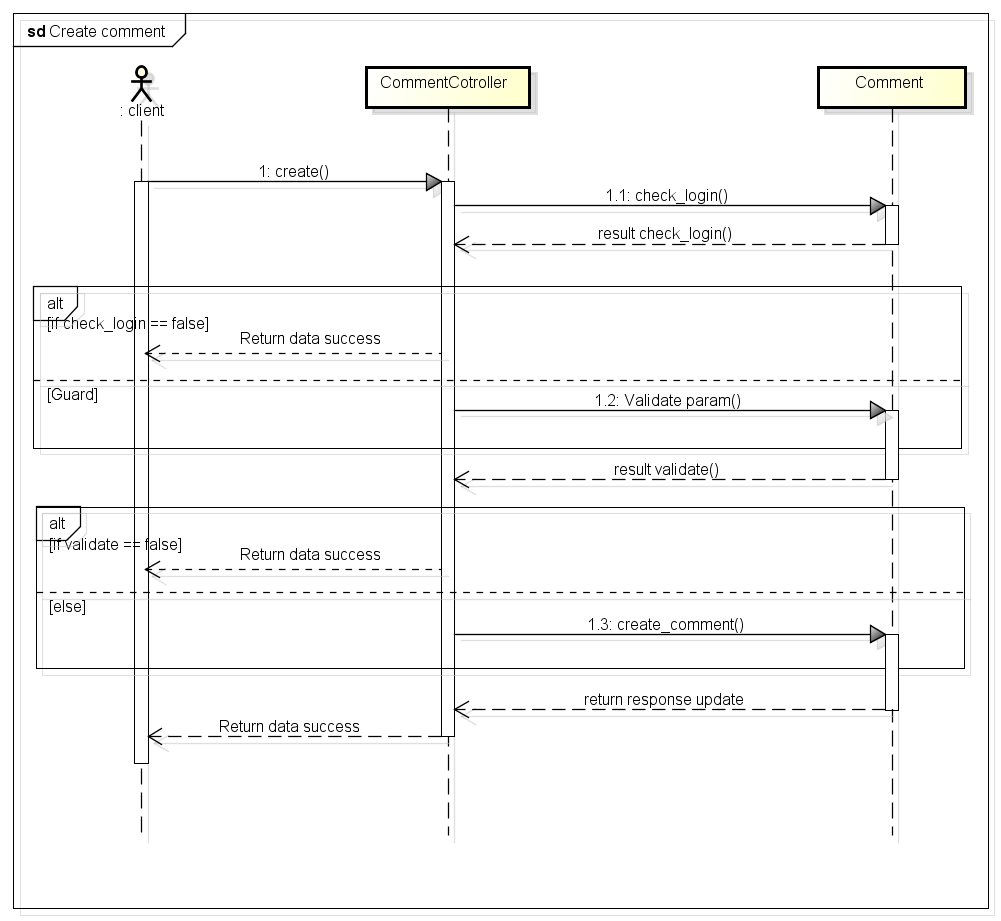 sd Create comment
: client
CommentCotroller
Comment
1: create()
1.1: check_login()
result check_login()
alt
[if check_login == false]
Return data success
[Guard]
1.2: Validate param()
result validate()
alt
[if validate == false]
Return data success
[else]
1.3: create_comment()
return response update
Return data success